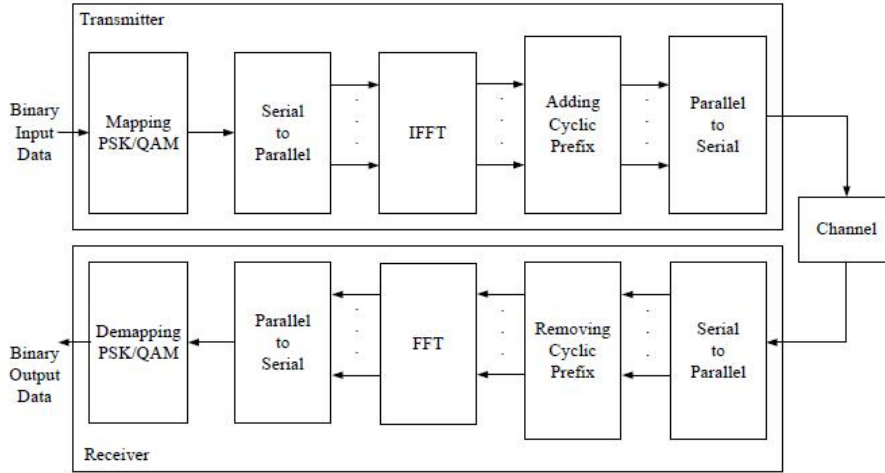 Transmitter
Binary
Input
Data
Mapping
PSK/QAM
Serial
to
Parallel
IFFT
Adding
Cyclic
Prefix
Parallel
to
Serial
Channel
Binary
Output
Data
Demapping
PSK/QAM
Parallel
to
Serial
FFT
Removing
Cyclic
Prefix
Serial
to
Parallel
Receiver